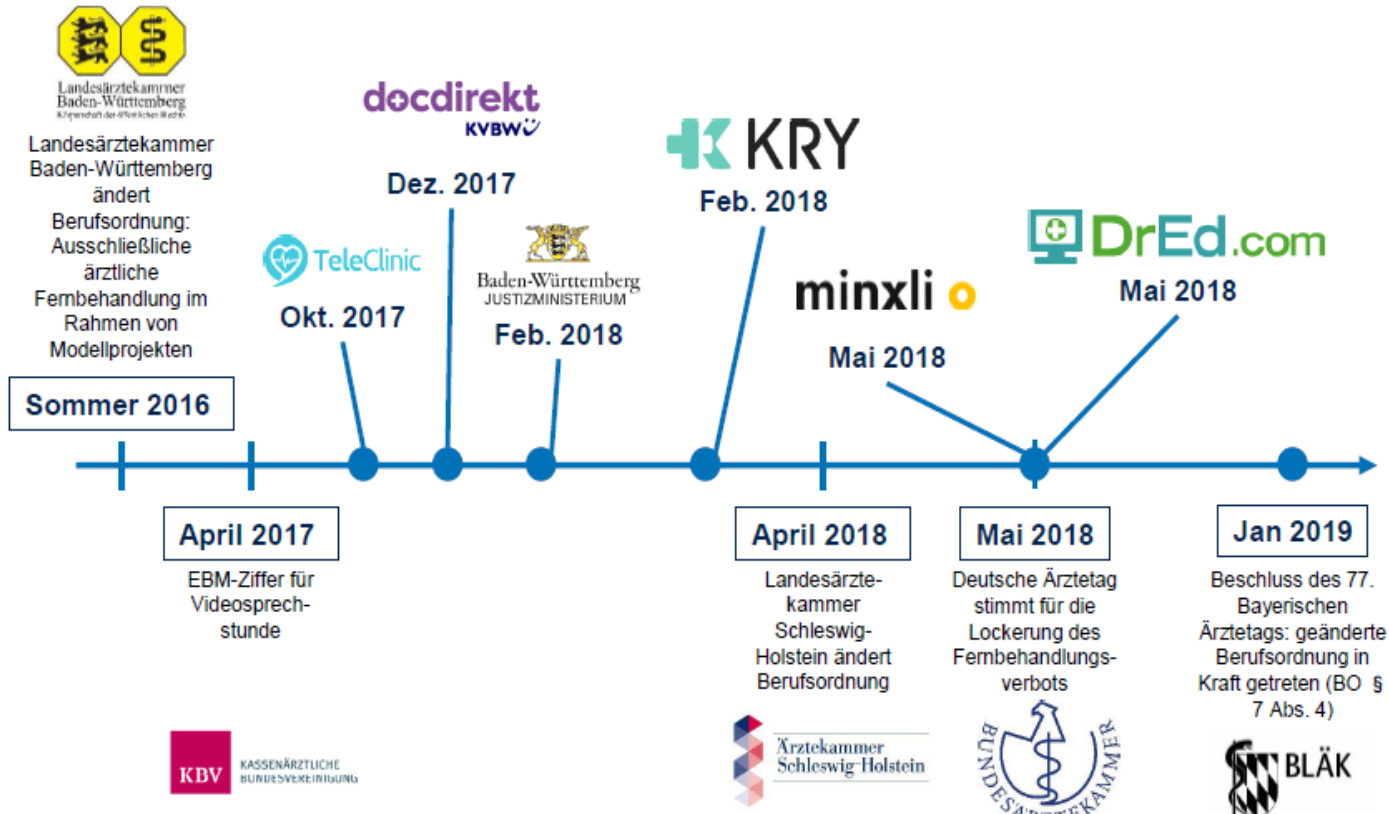 Landesärztekammer
Baden-Württemberg
Körperschaft des öffentlichen Rechts
Landesärztekammer
Baden-Württemberg
ändert
Berufsordnung:
Ausschließliche
ärztliche
Fernbehandlung im
Rahmen von
Modellprojekten
Sommer 2016
TeleClinic
Okt. 2017
docdirekt
KVBW
Dez. 2017
Baden-Württemberg
JUSTIZMINISTERIUM
Feb. 2018
KRY
Feb. 2018
minxli
Mai 2018
DrEd.com
Mai 2018
April 2017
EBM-Ziffer für
Videosprech-
stunde
KBV
KASSENÄRZTLICHE
BUNDESVEREINIGUNG
April 2018
Landesärzte-
kammer
Schleswig-
Holstein ändert
Berufsordnung
Ärztekammer
Schleswig-Holstein
Mai 2018
Deutsche Ärztetag
stimmt für die
Lockerung des
Fernbehandlungs-
verbots
BUNDESÄRZTEKAMMER
Jan 2019
Beschluss des 77.
Bayerischen
Ärztetags: geänderte
Berufsordnung in
Kraft getreten (BO §
7 Abs. 4)
BLÄK